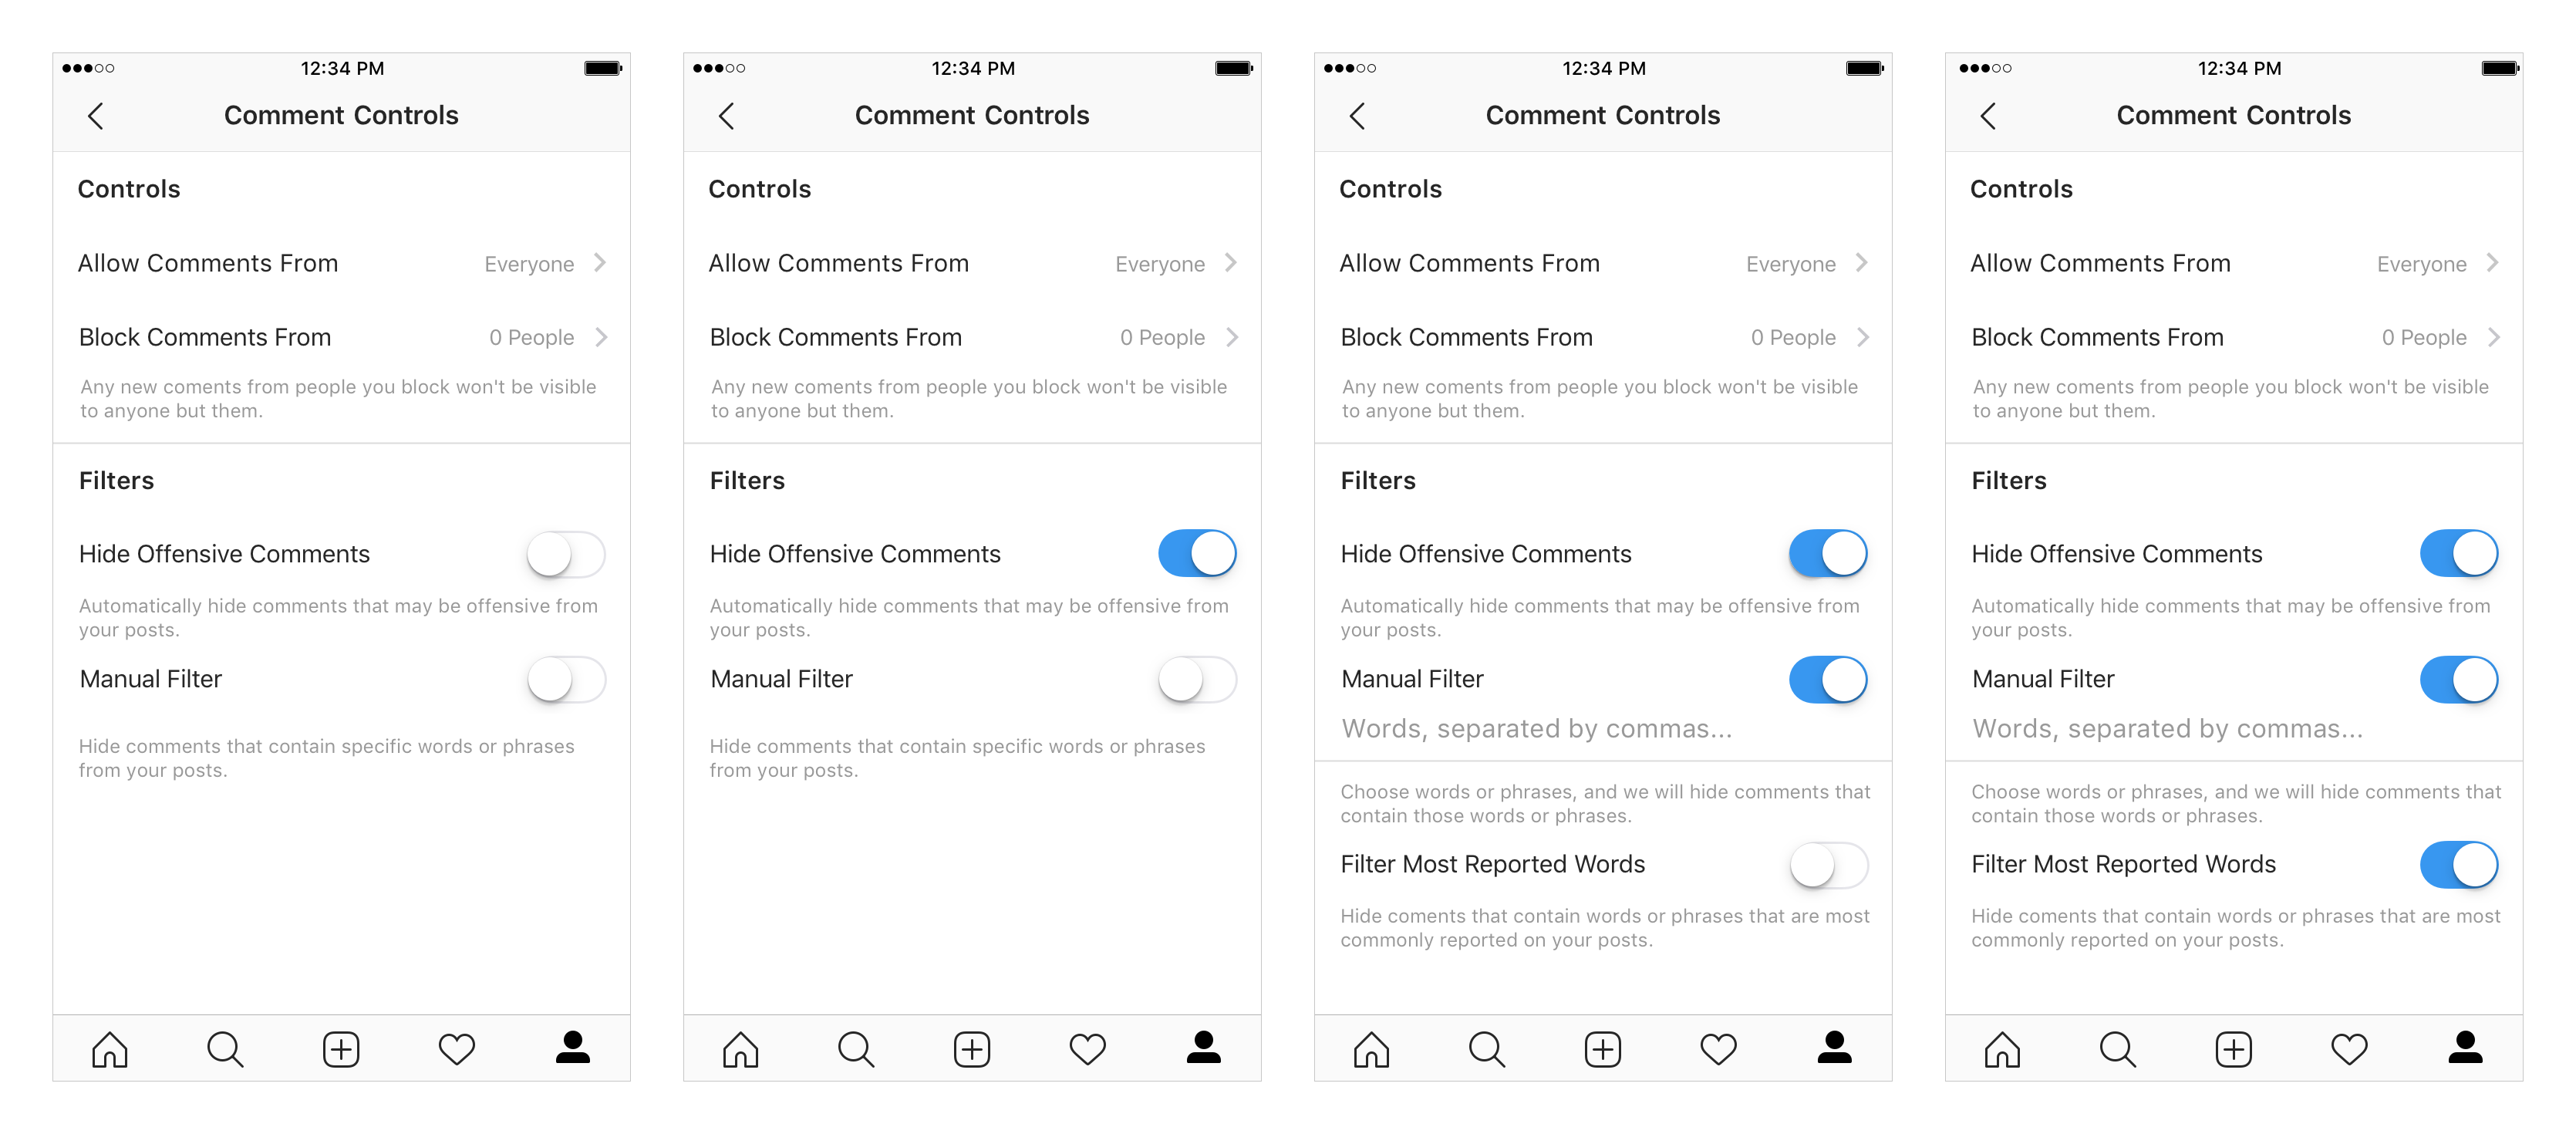 12:34 PM
Comment Controls
Controls
Allow Comments From Everyone
Block Comments From 0 People
Any new coments from people you block won't be visible
to anyone but them.
Filters
Hide Offensive Comments
Automatically hide comments that may be offensive from
your posts.
Manual Filter
Hide comments that contain specific words or phrases
from your posts.
12:34 PM
Comment Controls
Controls
Allow Comments From Everyone
Block Comments From 0 People
Any new coments from people you block won't be visible
to anyone but them.
Filters
Hide Offensive Comments
Automatically hide comments that may be offensive from
your posts.
Manual Filter
Hide comments that contain specific words or phrases
from your posts.
12:34 PM
Comment Controls
Controls
Allow Comments From Everyone
Block Comments From 0 People
Any new coments from people you block won't be visible
to anyone but them.
Filters
Hide Offensive Comments
Automatically hide comments that may be offensive from
your posts.
Manual Filter
Words, separated by commas...
Choose words or phrases, and we will hide comments that
contain those words or phrases.
Filter Most Reported Words
Hide coments that contain words or phrases that are most
commonly reported on your posts.
12:34 PM
Comment Controls
Controls
Allow Comments From Everyone
Block Comments From 0 People
Any new coments from people you block won't be visible
to anyone but them.
Filters
Hide Offensive Comments
Automatically hide comments that may be offensive from
your posts.
Manual Filter
Words, separated by commas...
Choose words or phrases, and we will hide comments that
contain those words or phrases.
Filter Most Reported Words
Hide coments that contain words or phrases that are most
commonly reported on your posts.